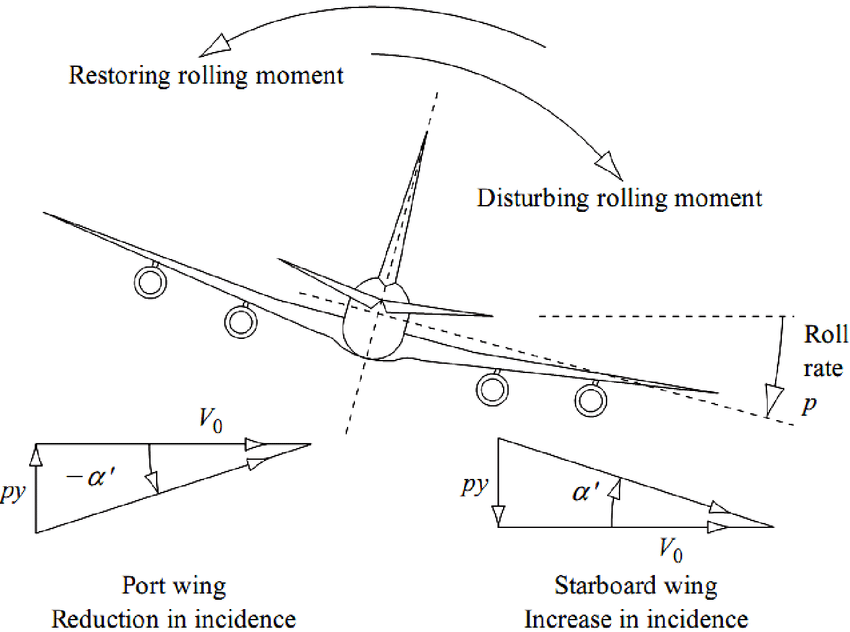 Restoring rolling moment
Disturbing rolling moment
Roll
rate
p
V₀
py
−α′
py
α′
V₀
Port wing
Reduction in incidence
Starboard wing
Increase in incidence